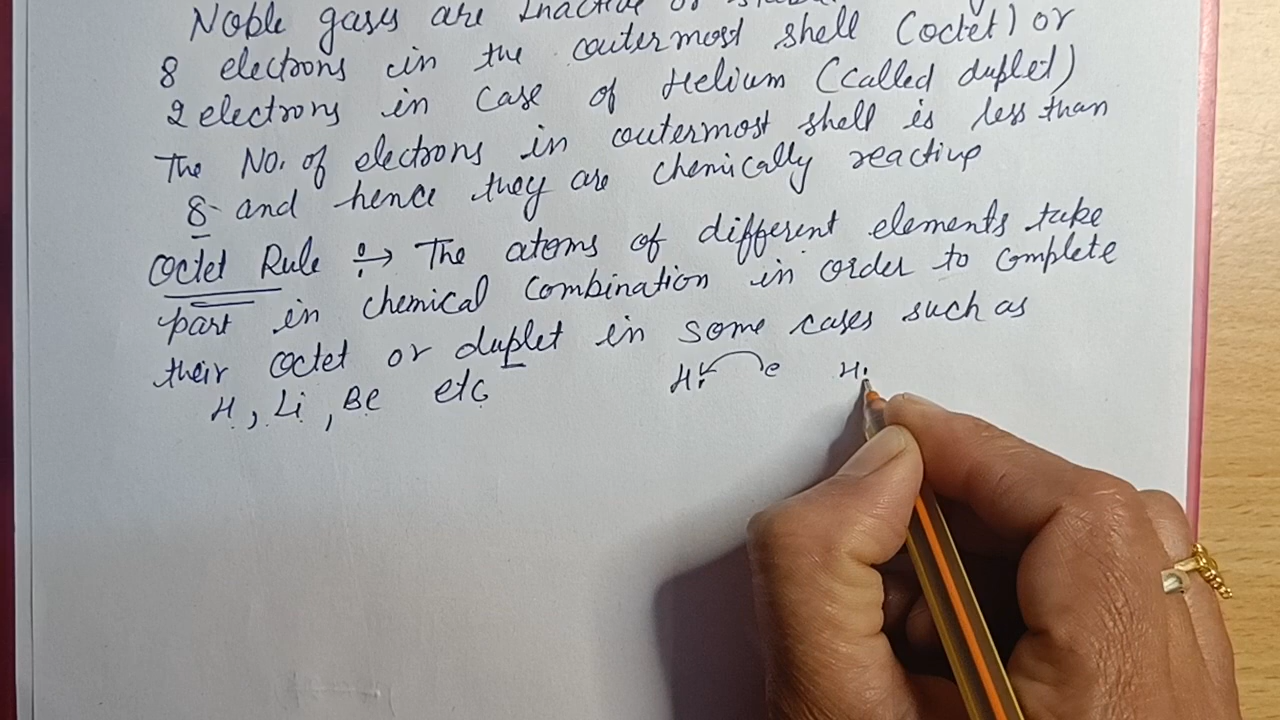 Noble gases are Inactive or
8 electrons in the outermost shell (octet) or
2 electrons in case of Helium (called duplet)
The No. of electrons in outermost shell is less than
8 and hence they are chemically reactive
Octet Rule :→ The atoms of different elements take
part in chemical combination in order to complete
their octet or duplet in some cases such as
H, Li, Be etc H: e H: